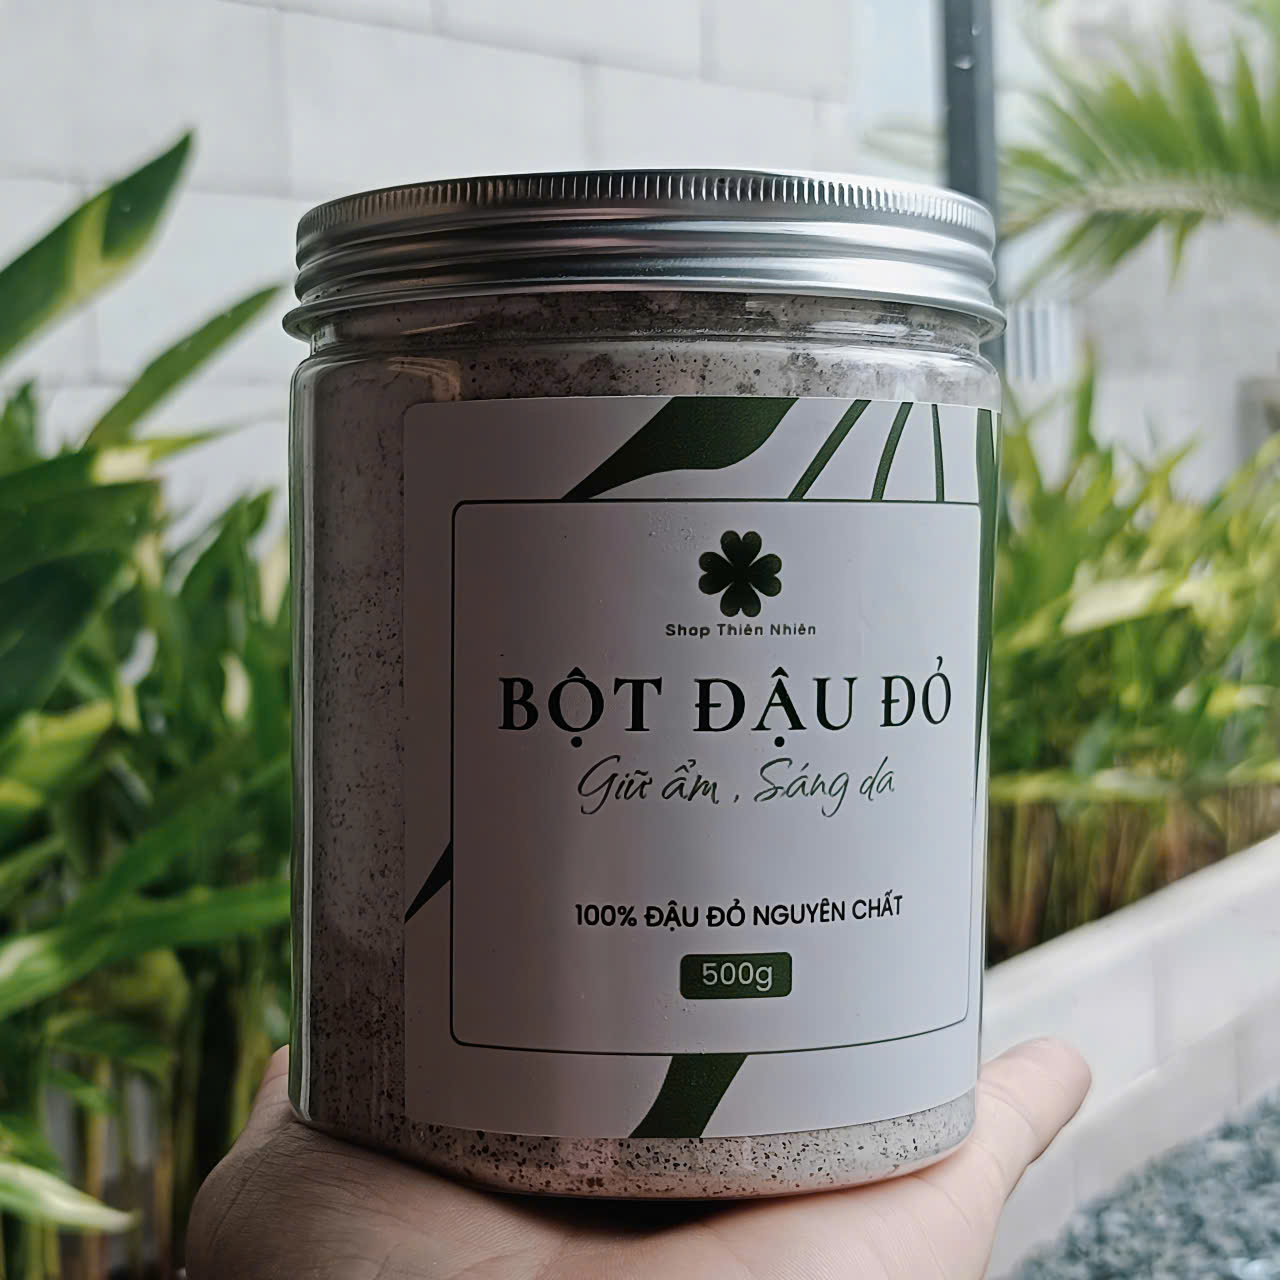 Shop Thiên Nhiên
BỘT ĐẬU ĐỎ
Giữ ẩm , Sáng da
100% ĐẬU ĐỎ NGUYÊN CHẤT
500g